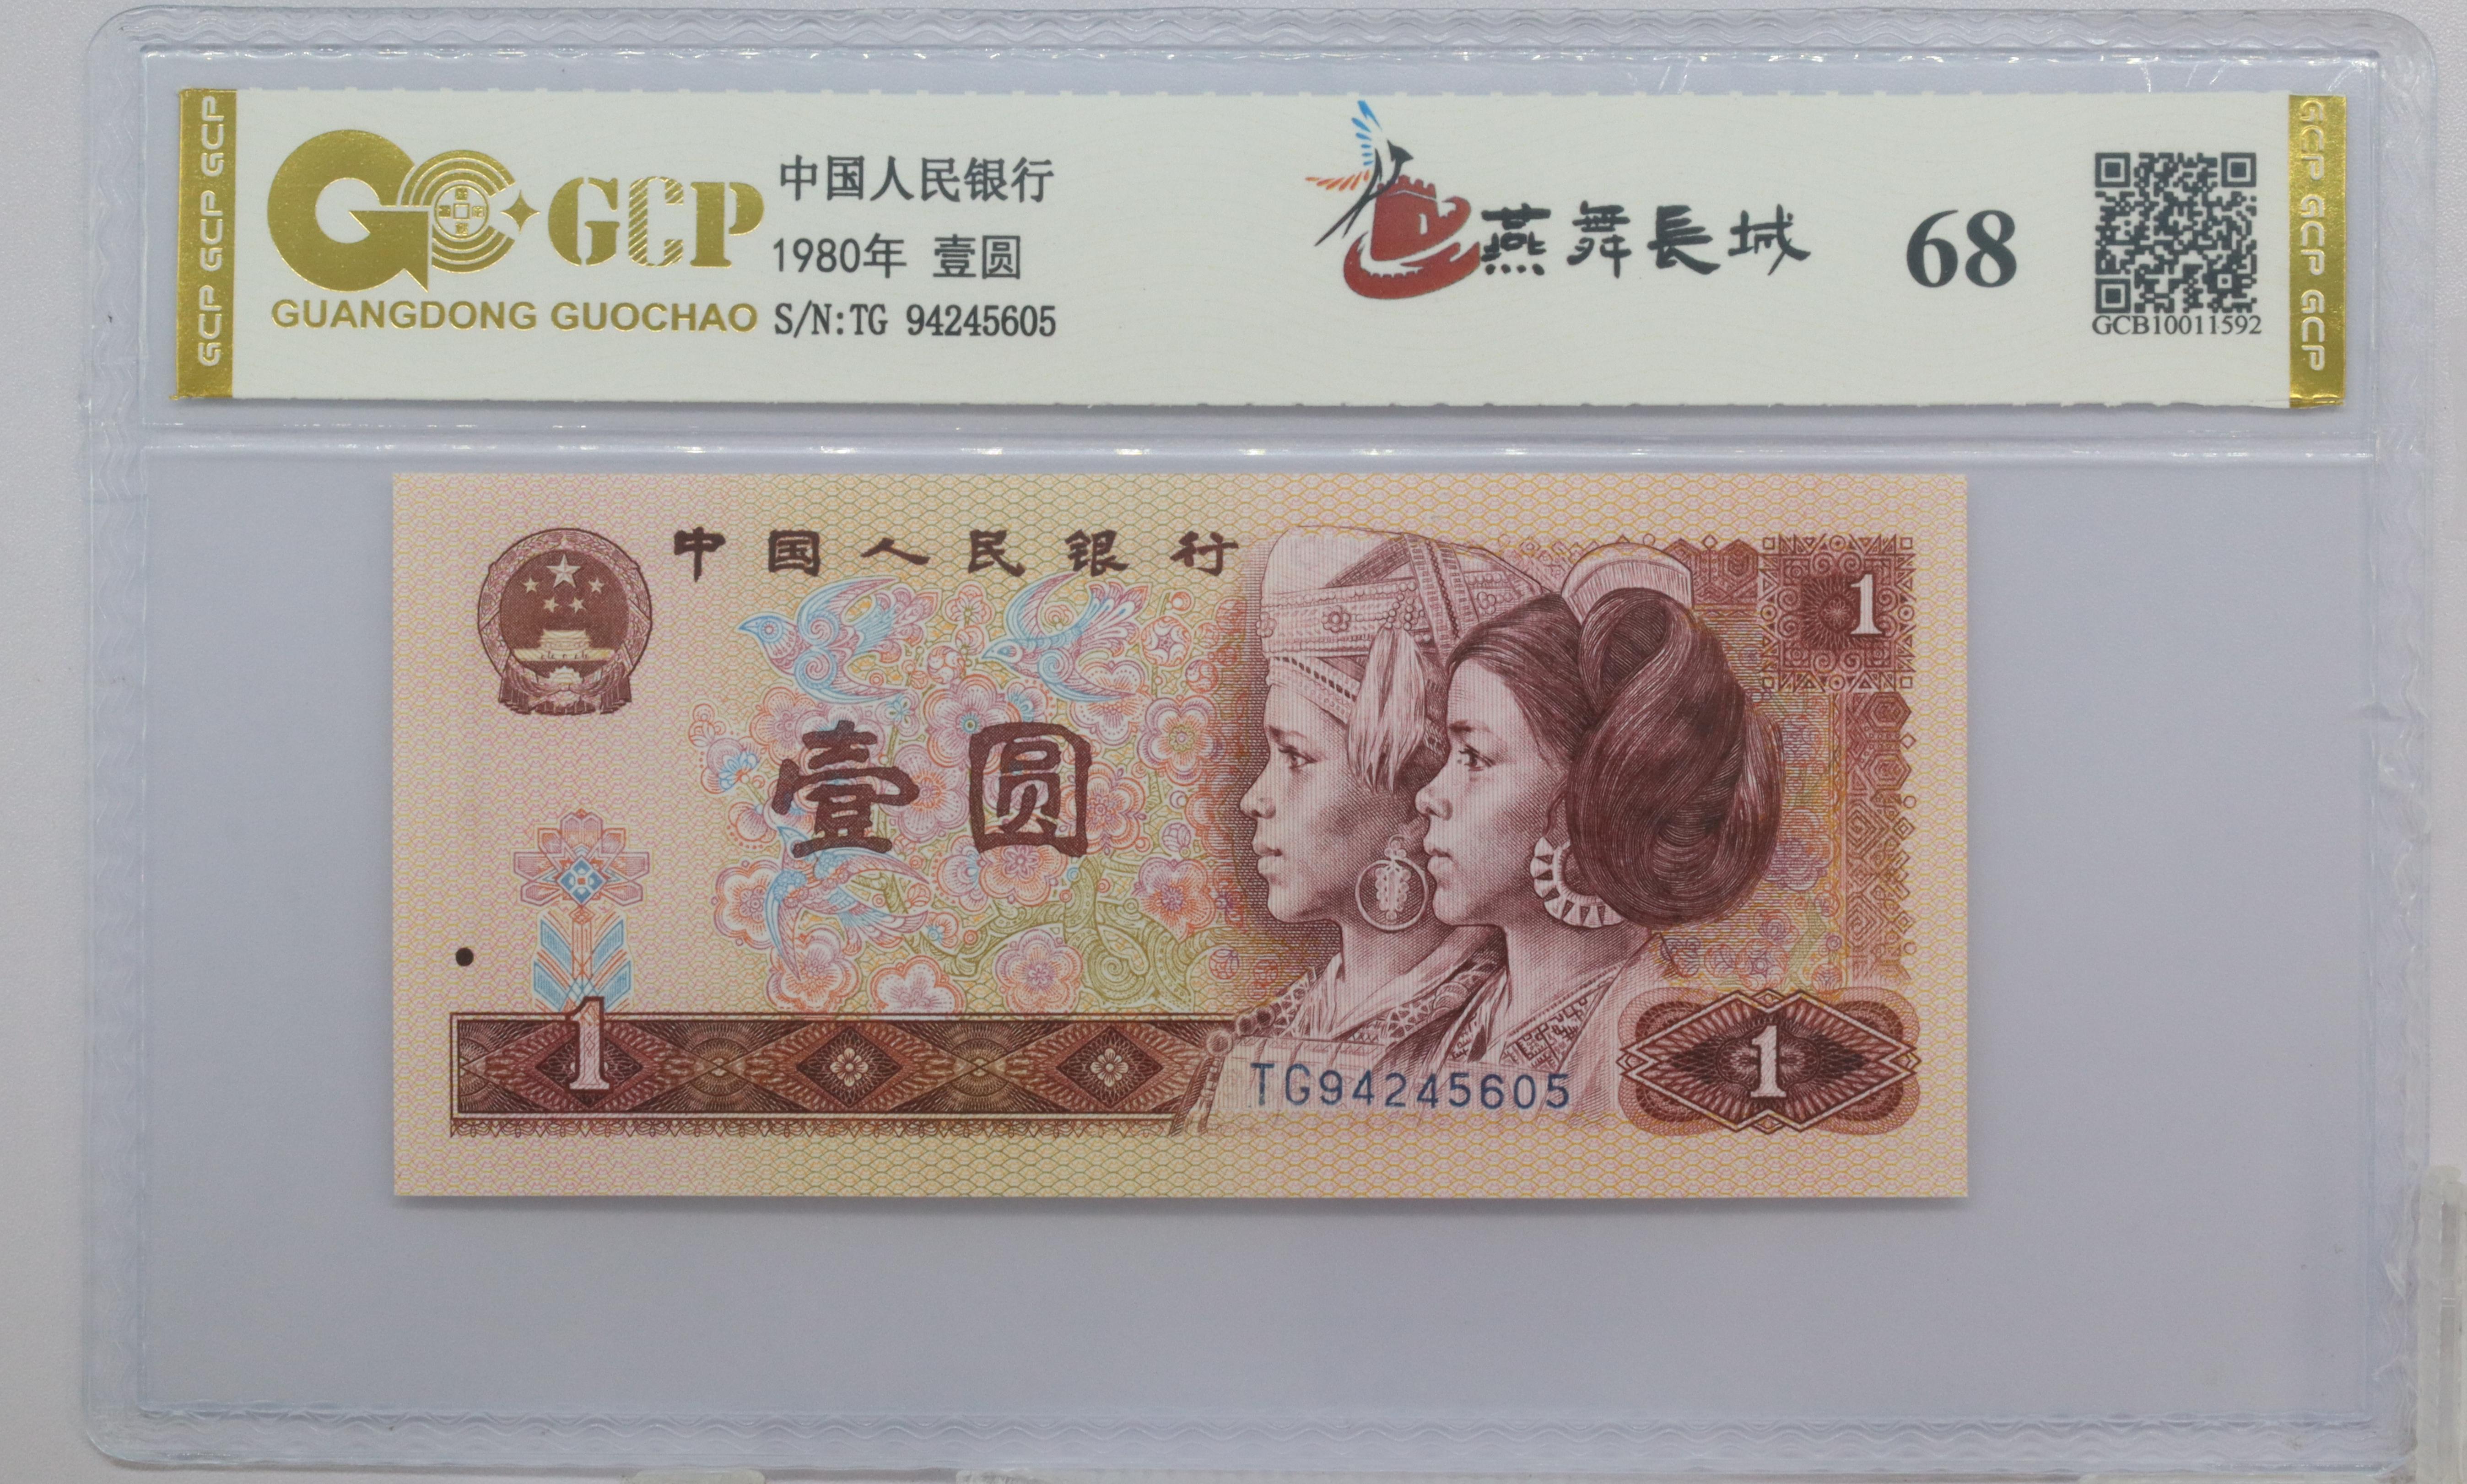 GCP GCP GCP
GCP
GUANGDONG GUOCHAO
中国人民银行
1980年 壹圆
S/N:TG 94245605
燕舞長城
68
GCB10011592
GCP GCP GCP
中国人民银行
1
壹圆
1
TG94245605
1